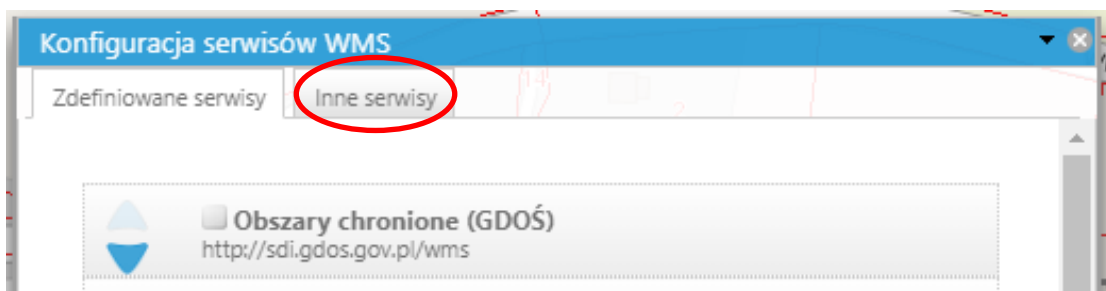 Konfiguracja serwisów WMS
Zdefiniowane serwisy Inne serwisy
Obszary chronione (GDOŚ)
http://sdi.gdos.gov.pl/wms